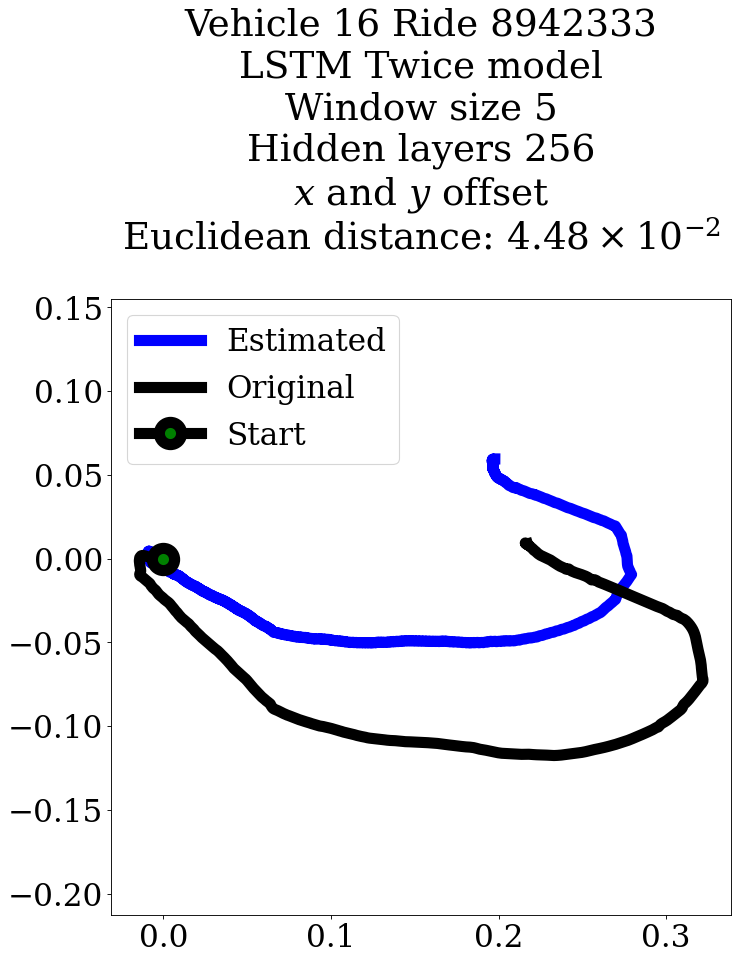 Vehicle 16 Ride 8942333
LSTM Twice model
Window size 5
Hidden layers 256
x and y offset
Euclidean distance: 4.48 × 10⁻²
Estimated
Original
Start
0.15
0.10
0.05
0.00
−0.05
−0.10
−0.15
−0.20
0.0 0.1 0.2 0.3